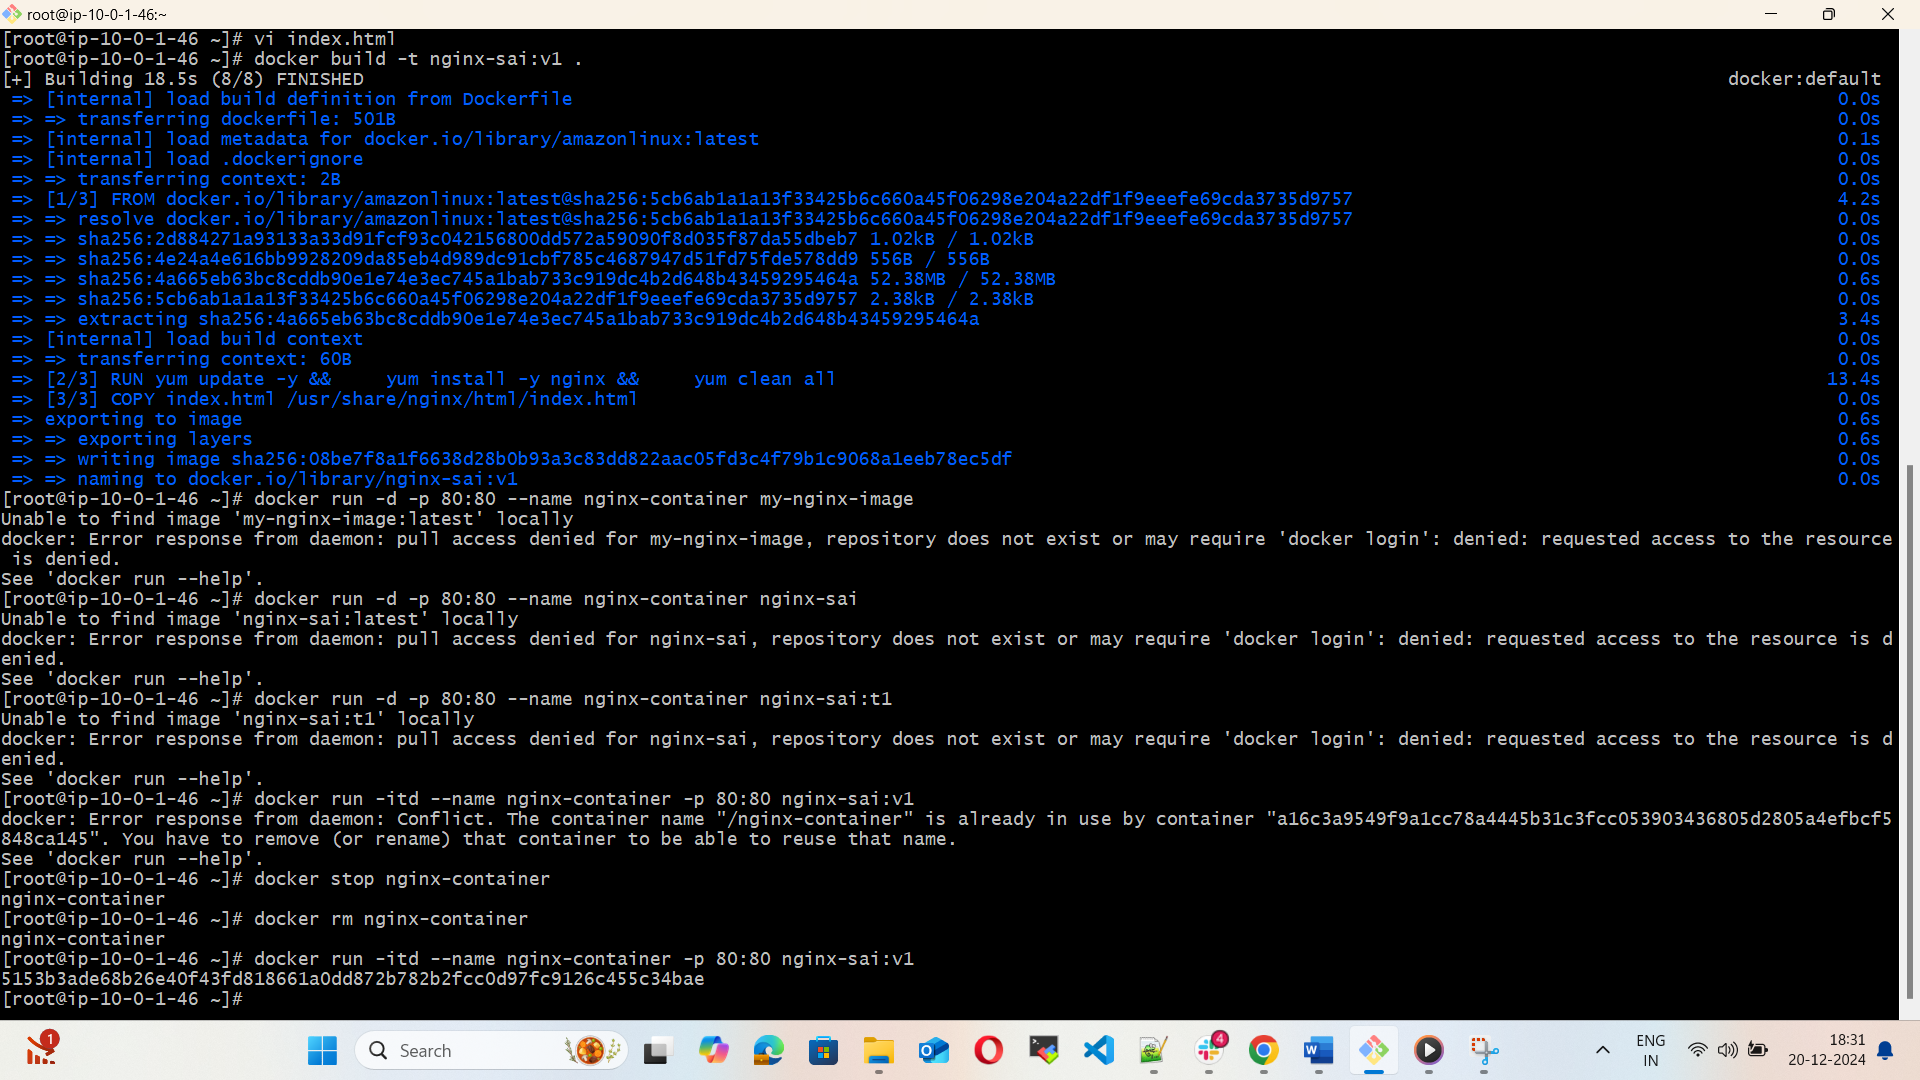 root@ip-10-0-1-46:~
[root@ip-10-0-1-46 ~]# vi index.html
[root@ip-10-0-1-46 ~]# docker build -t nginx-sai:v1 .
[+] Building 18.5s (8/8) FINISHED docker:default
=> [internal] load build definition from Dockerfile 0.0s
=> => transferring dockerfile: 501B 0.0s
=> [internal] load metadata for docker.io/library/amazonlinux:latest 0.1s
=> [internal] load .dockerignore 0.0s
=> => transferring context: 2B 0.0s
=> [1/3] FROM docker.io/library/amazonlinux:latest@sha256:5cb6ab1a1a13f33425b6c660a45f06298e204a22df1f9eeefe69cda3735d9757 4.2s
=> => resolve docker.io/library/amazonlinux:latest@sha256:5cb6ab1a1a13f33425b6c660a45f06298e204a22df1f9eeefe69cda3735d9757 0.0s
=> => sha256:2d884271a93133a33d91fcf93c042156800dd572a59090f8d035f87da55dbeb7 1.02kB / 1.02kB 0.0s
=> => sha256:4e24a4e616bb9928209da85eb4d989dc91cbf785c4687947d51fd75fde578dd9 556B / 556B 0.0s
=> => sha256:4a665eb63bc8cddb90e1e74e3ec745a1bab733c919dc4b2d648b43459295464a 52.38MB / 52.38MB 0.6s
=> => sha256:5cb6ab1a1a13f33425b6c660a45f06298e204a22df1f9eeefe69cda3735d9757 2.38kB / 2.38kB 0.0s
=> => extracting sha256:4a665eb63bc8cddb90e1e74e3ec745a1bab733c919dc4b2d648b43459295464a 3.4s
=> [internal] load build context 0.0s
=> => transferring context: 60B 0.0s
=> [2/3] RUN yum update -y &&     yum install -y nginx &&     yum clean all 13.4s
=> [3/3] COPY index.html /usr/share/nginx/html/index.html 0.0s
=> exporting to image 0.6s
=> => exporting layers 0.6s
=> => writing image sha256:08be7f8a1f6638d28b0b93a3c83dd822aac05fd3c4f79b1c9068a1eeb78ec5df 0.0s
=> => naming to docker.io/library/nginx-sai:v1 0.0s
[root@ip-10-0-1-46 ~]# docker run -d -p 80:80 --name nginx-container my-nginx-image
Unable to find image 'my-nginx-image:latest' locally
docker: Error response from daemon: pull access denied for my-nginx-image, repository does not exist or may require 'docker login': denied: requested access to the resource
is denied.
See 'docker run --help'.
[root@ip-10-0-1-46 ~]# docker run -d -p 80:80 --name nginx-container nginx-sai
Unable to find image 'nginx-sai:latest' locally
docker: Error response from daemon: pull access denied for nginx-sai, repository does not exist or may require 'docker login': denied: requested access to the resource is d
enied.
See 'docker run --help'.
[root@ip-10-0-1-46 ~]# docker run -d -p 80:80 --name nginx-container nginx-sai:t1
Unable to find image 'nginx-sai:t1' locally
docker: Error response from daemon: pull access denied for nginx-sai, repository does not exist or may require 'docker login': denied: requested access to the resource is d
enied.
See 'docker run --help'.
[root@ip-10-0-1-46 ~]# docker run -itd --name nginx-container -p 80:80 nginx-sai:v1
docker: Error response from daemon: Conflict. The container name "/nginx-container" is already in use by container "a16c3a9549f9a1cc78a4445b31c3fcc053903436805d2805a4efbcf5
848ca145". You have to remove (or rename) that container to be able to reuse that name.
See 'docker run --help'.
[root@ip-10-0-1-46 ~]# docker stop nginx-container
nginx-container
[root@ip-10-0-1-46 ~]# docker rm nginx-container
nginx-container
[root@ip-10-0-1-46 ~]# docker run -itd --name nginx-container -p 80:80 nginx-sai:v1
5153b3ade68b26e40f43fd818661a0dd872b782b2fcc0d97fc9126c455c34bae
[root@ip-10-0-1-46 ~]#
1
Search
4
ENG
IN
18:31
20-12-2024